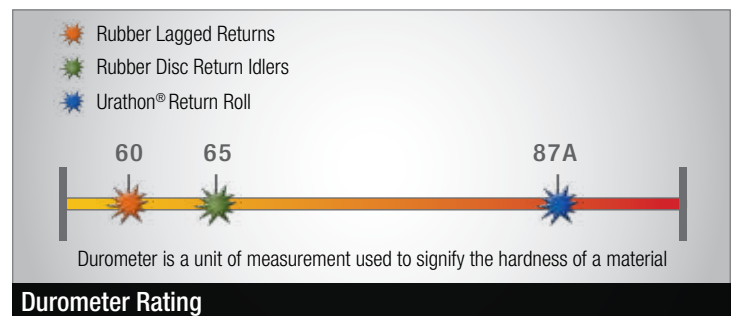 Rubber Lagged Returns
Rubber Disc Return Idlers
Urathon® Return Roll
60 65 87A
Durometer is a unit of measurement used to signify the hardness of a material
Durometer Rating